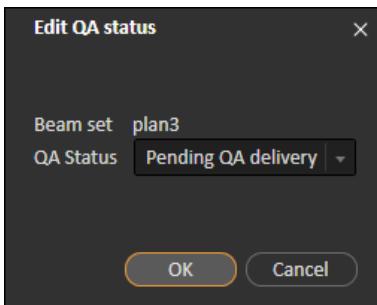 Edit QA status
Beam set plan3
QA Status Pending QA delivery
OK Cancel